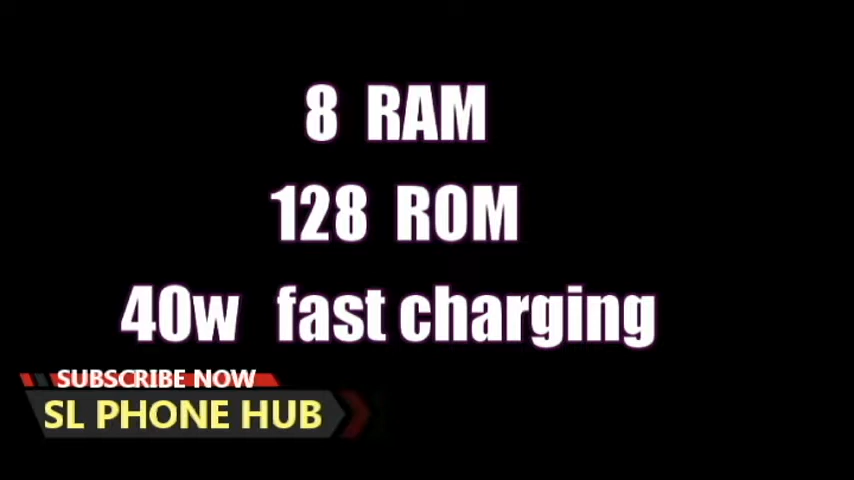 8 RAM
128 ROM
40w fast charging
SUBSCRIBE NOW
SL PHONE HUB